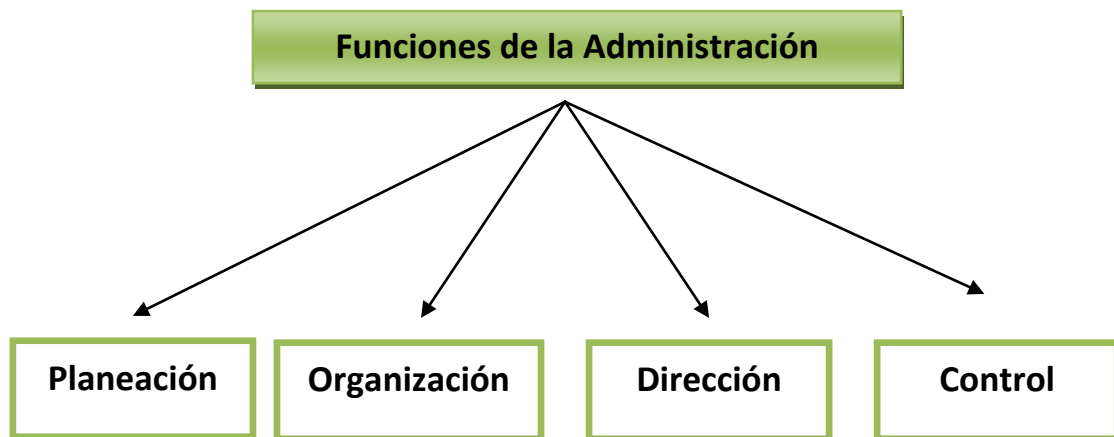 Funciones de la Administración
Planeación
Organización
Dirección
Control